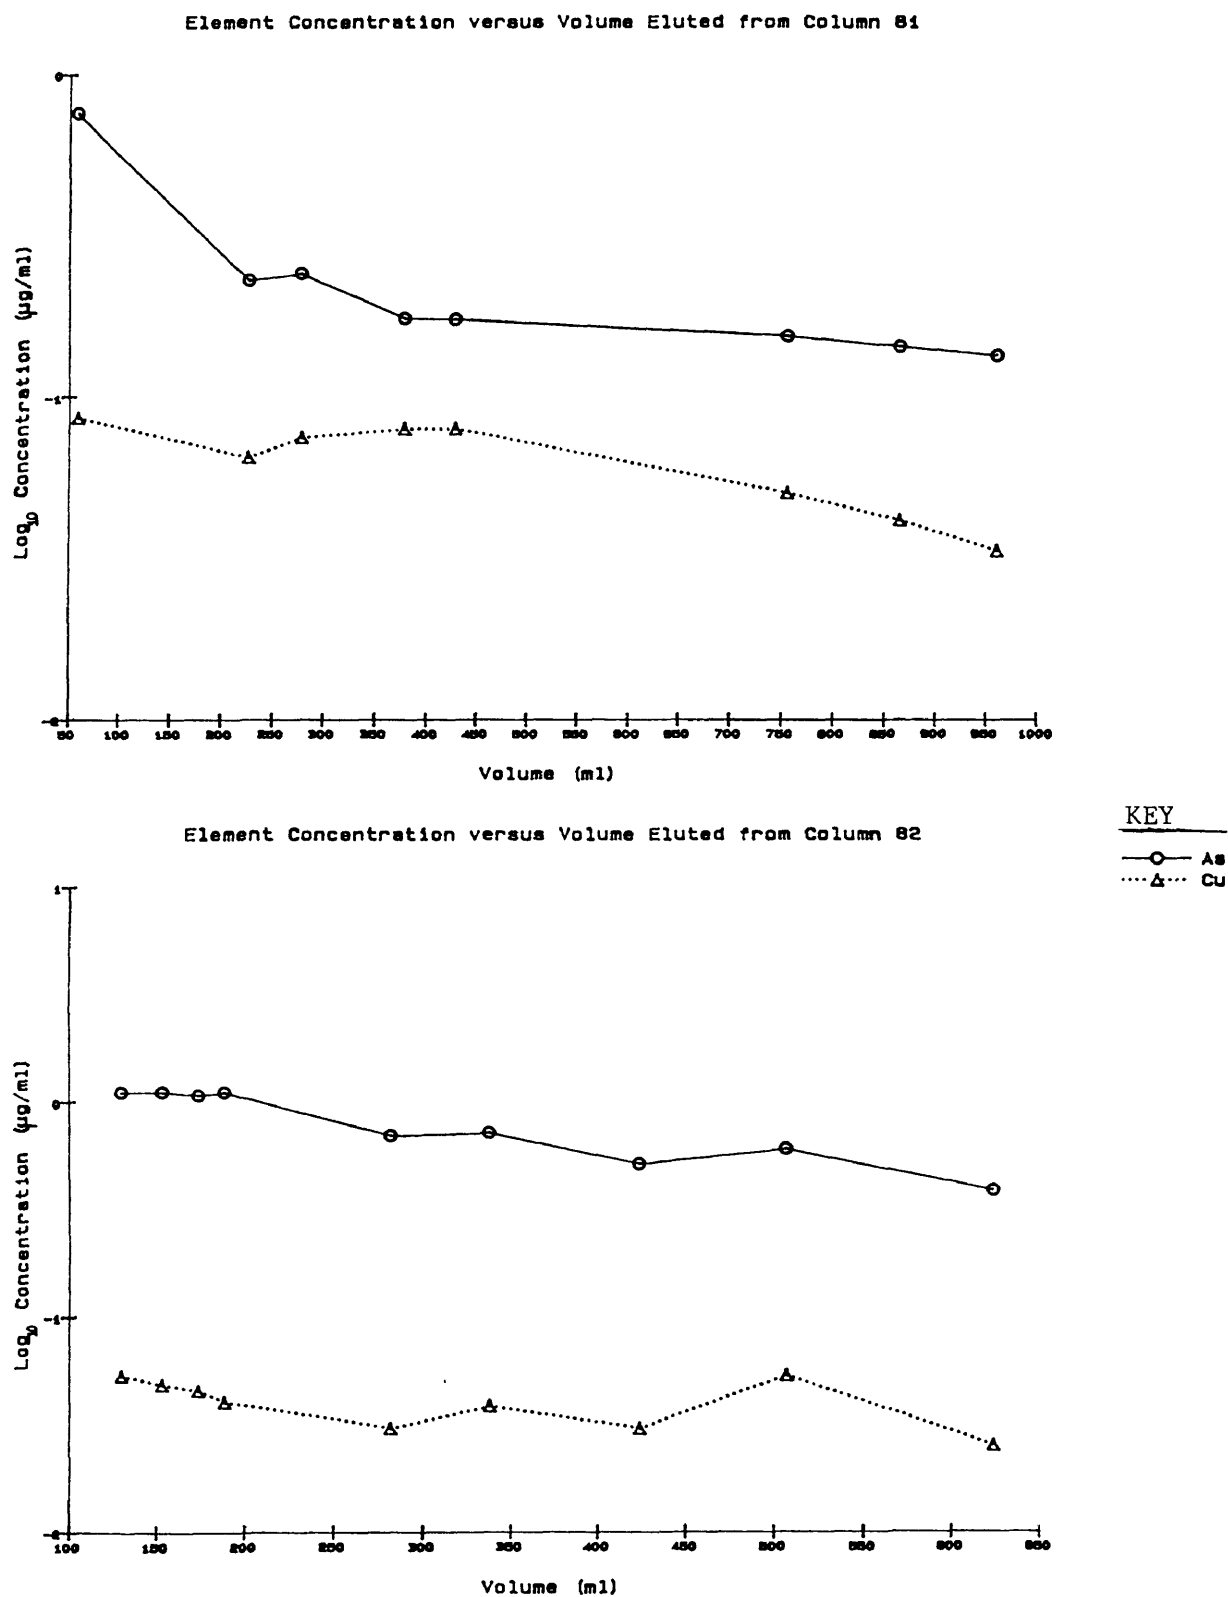 Element Concentration versus Volume Eluted from Column 81
0
-1
-2
Log10 Concentration (µg/ml)
50 100 150 200 250 300 350 400 450 500 550 600 650 700 750 800 850 900 950 1000
Volume (ml)
KEY
As
Cu
Element Concentration versus Volume Eluted from Column 82
1
0
-1
-2
Log10 Concentration (µg/ml)
100 150 200 250 300 350 400 450 500 550 600 650
Volume (ml)